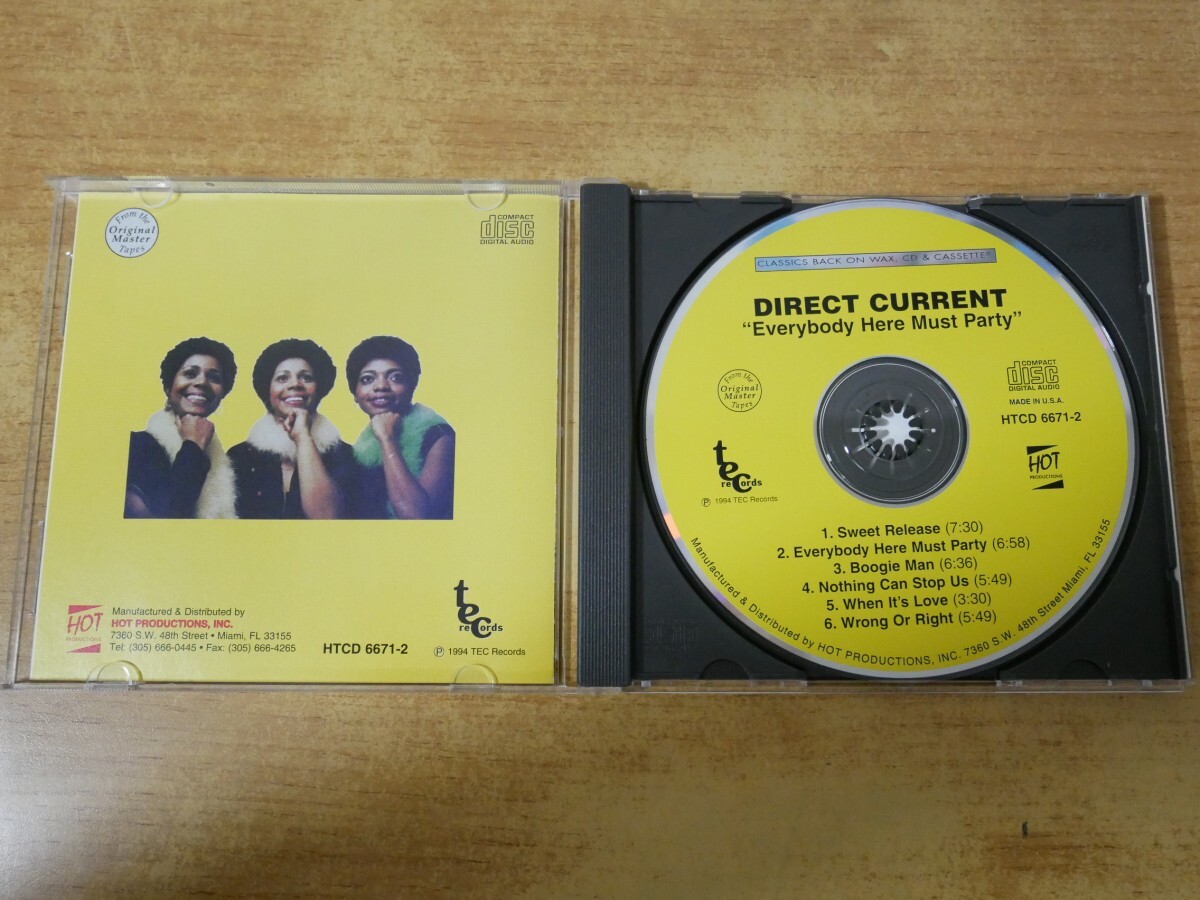 From the
Original
Master
Tapes
COMPACT
disc
DIGITAL AUDIO
HOT
PRODUCTIONS
Manufactured & Distributed by
HOT PRODUCTIONS, INC.
7360 S.W. 48th Street • Miami, FL 33155
Tel: (305) 666-0445 • Fax: (305) 666-4265
HTCD 6671-2
tec
records
℗ 1994 TEC Records
CLASSICS BACK ON WAX, CD & CASSETTE®
DIRECT CURRENT
“Everybody Here Must Party”
From the
Original
Master
Tapes
COMPACT
disc
DIGITAL AUDIO
MADE IN U.S.A.
HTCD 6671-2
tec
records
℗ 1994 TEC Records
HOT
PRODUCTIONS
1. Sweet Release (7:30)
2. Everybody Here Must Party (6:58)
3. Boogie Man (6:36)
4. Nothing Can Stop Us (5:49)
5. When It's Love (3:30)
6. Wrong Or Right (5:49)
Manufactured & Distributed by HOT PRODUCTIONS, INC. 7360 S.W. 48th Street Miami, FL 33155